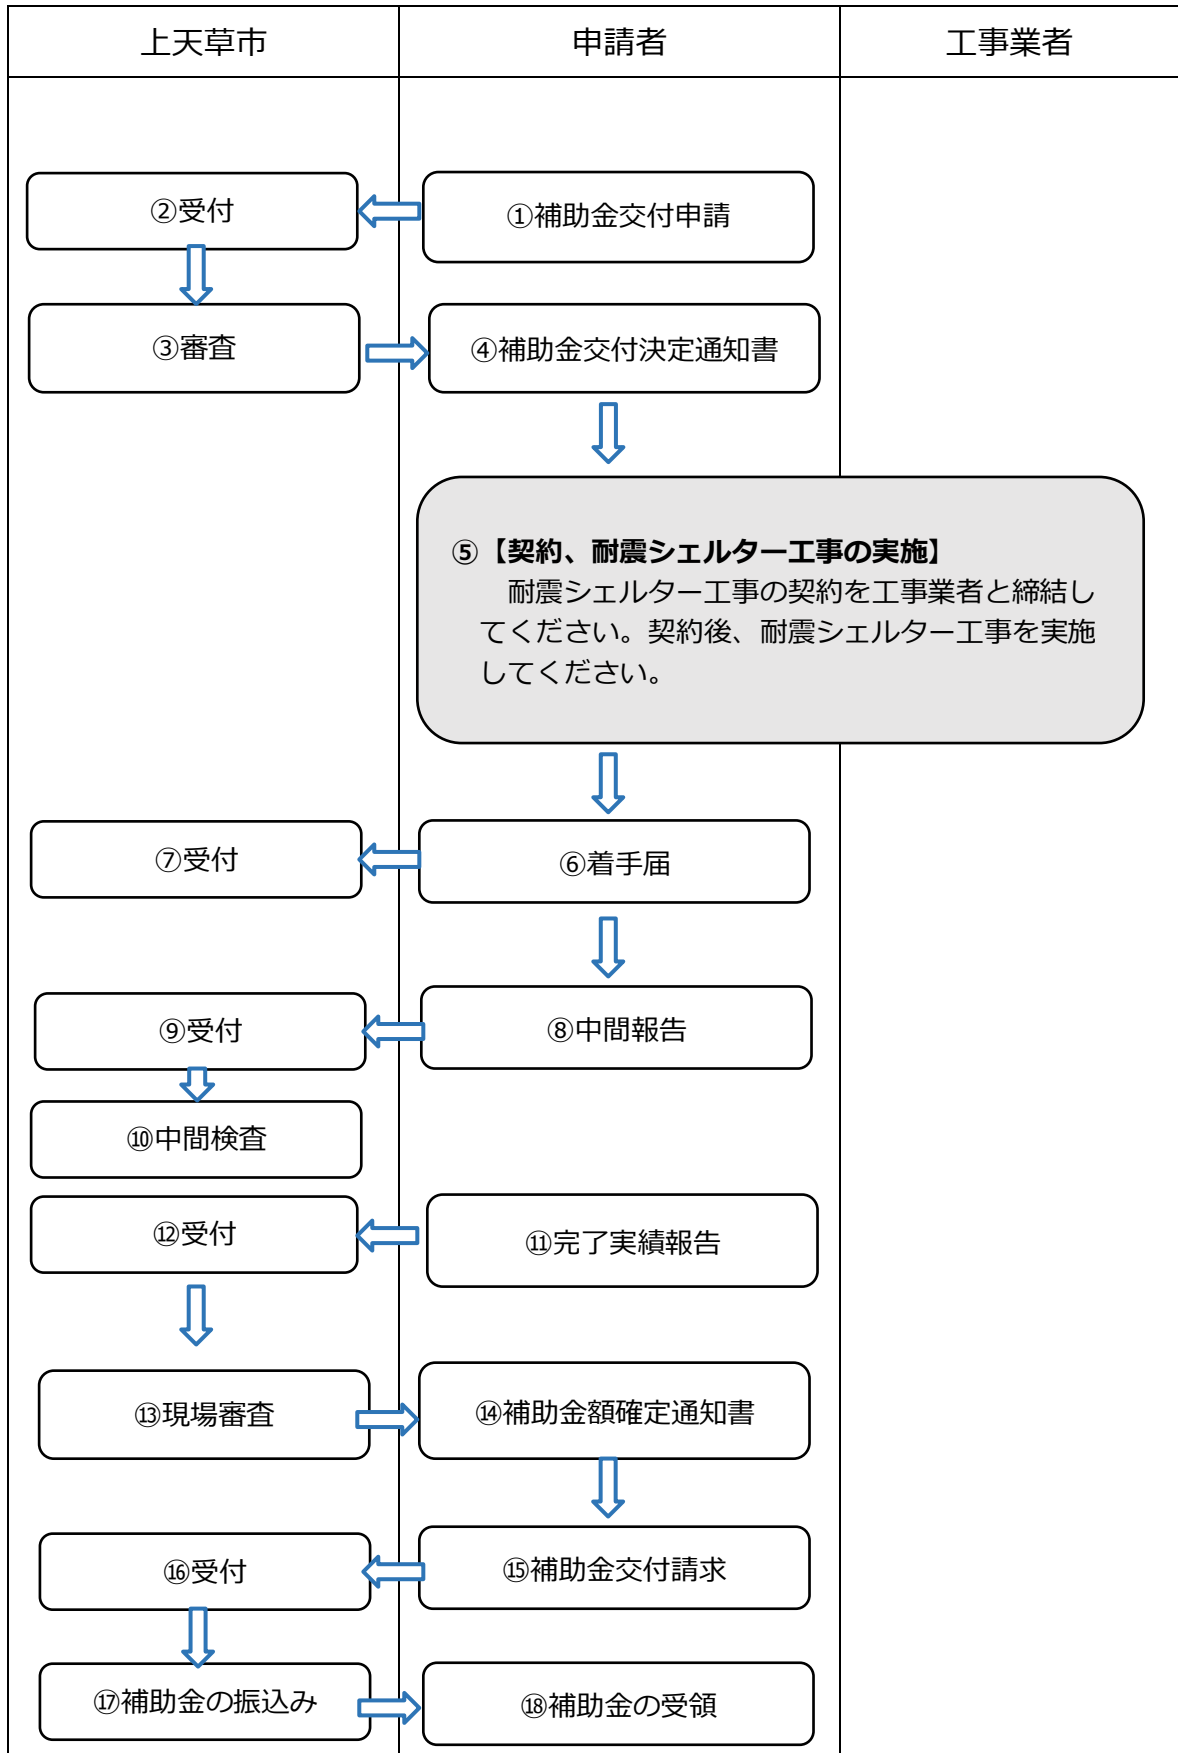 上天草市
申請者
工事業者
②受付
①補助金交付申請
③審査
④補助金交付決定通知書
⑤【契約、耐震シェルター工事の実施】
耐震シェルター工事の契約を工事業者と締結し
てください。契約後、耐震シェルター工事を実施
してください。
⑦受付
⑥着手届
⑨受付
⑧中間報告
⑩中間検査
⑫受付
⑪完了実績報告
⑬現場審査
⑭補助金額確定通知書
⑯受付
⑮補助金交付請求
⑰補助金の振込み
⑱補助金の受領